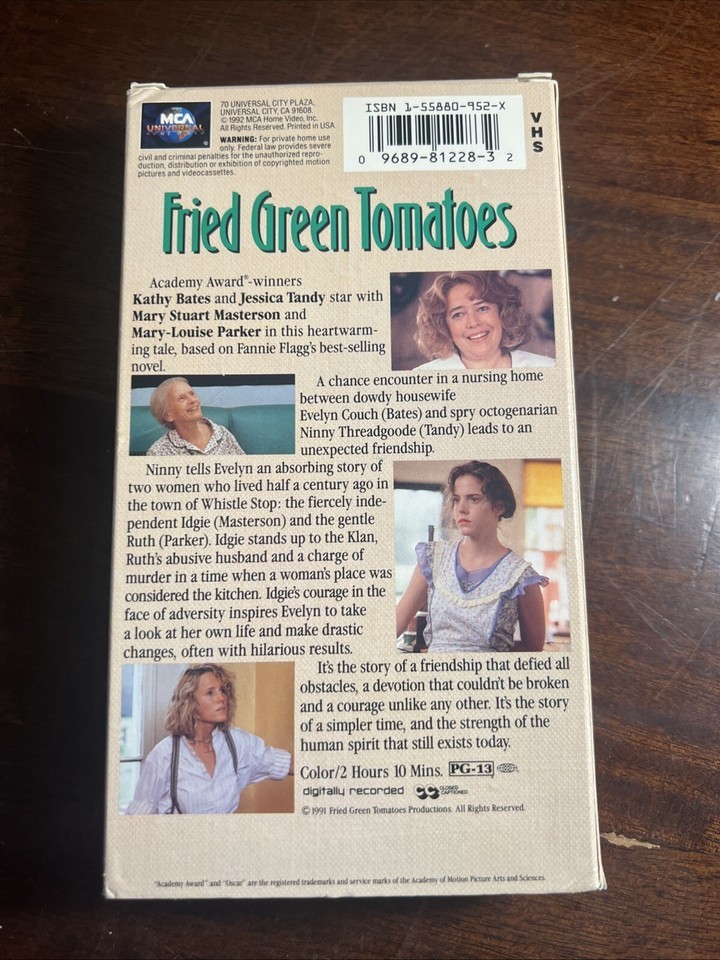 MCA
UNIVERSAL
70 UNIVERSAL CITY PLAZA,
UNIVERSAL CITY, CA 91608.
© 1992 MCA Home Video, Inc.
All Rights Reserved. Printed in USA.
WARNING: For private home use
only. Federal law provides severe
civil and criminal penalties for the unauthorized repro-
duction, distribution or exhibition of copyrighted motion
pictures and videocassettes.
ISBN 1-55880-952-X
0 9689-81228-3 2
VHS
Fried Green Tomatoes
Academy Award®-winners
Kathy Bates and Jessica Tandy star with
Mary Stuart Masterson and
Mary-Louise Parker in this heartwarm-
ing tale, based on Fannie Flagg's best-selling
novel.
A chance encounter in a nursing home
between dowdy housewife
Evelyn Couch (Bates) and spry octogenarian
Ninny Threadgoode (Tandy) leads to an
unexpected friendship.
Ninny tells Evelyn an absorbing story of
two women who lived half a century ago in
the town of Whistle Stop: the fiercely inde-
pendent Idgie (Masterson) and the gentle
Ruth (Parker). Idgie stands up to the Klan,
Ruth's abusive husband and a charge of
murder in a time when a woman's place was
considered the kitchen. Idgie's courage in the
face of adversity inspires Evelyn to take
a look at her own life and make drastic
changes, often with hilarious results.
It's the story of a friendship that defied all
obstacles, a devotion that couldn't be broken
and a courage unlike any other. It's the story
of a simpler time, and the strength of the
human spirit that still exists today.
Color/2 Hours 10 Mins. PG-13
digitally recorded CC CLOSED CAPTIONED
© 1991 Fried Green Tomatoes Productions. All Rights Reserved.
"Academy Award" and "Oscar" are the registered trademarks and service marks of the Academy of Motion Picture Arts and Sciences.